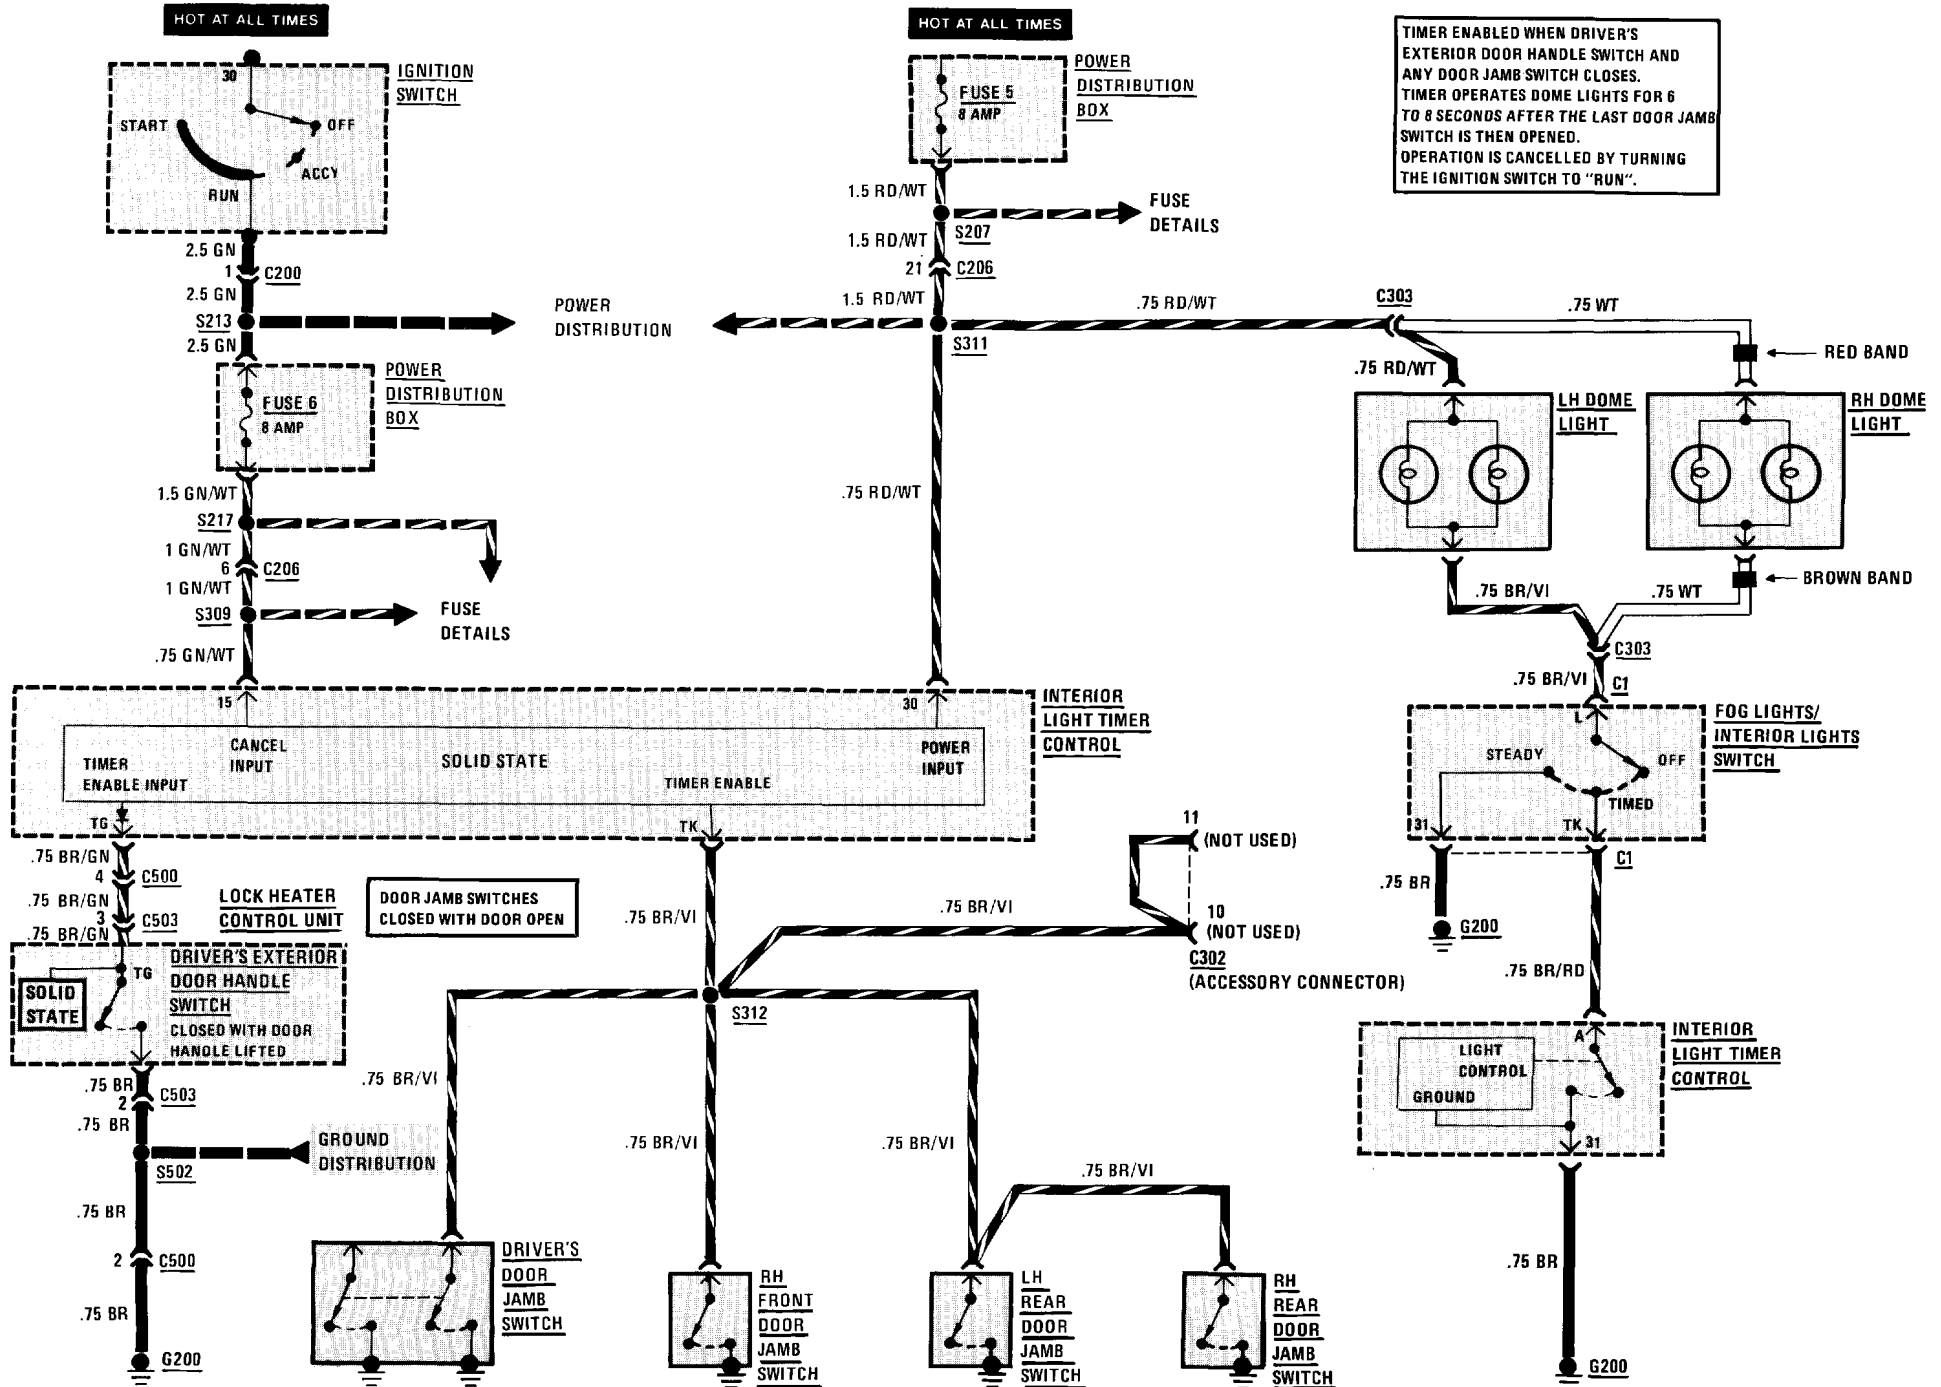 HOT AT ALL TIMES
30
IGNITION
SWITCH
START
OFF
ACCY
RUN
2.5 GN
1
C200
2.5 GN
S213
POWER
DISTRIBUTION
2.5 GN
POWER
DISTRIBUTION
BOX
FUSE 6
8 AMP
1.5 GN/WT
S217
1 GN/WT
6
C206
1 GN/WT
S309
FUSE
DETAILS
.75 GN/WT
HOT AT ALL TIMES
POWER
DISTRIBUTION
BOX
FUSE 5
8 AMP
1.5 RD/WT
FUSE
DETAILS
S207
1.5 RD/WT
21
C206
1.5 RD/WT
S311
.75 RD/WT
.75 RD/WT
TIMER ENABLED WHEN DRIVER'S
EXTERIOR DOOR HANDLE SWITCH AND
ANY DOOR JAMB SWITCH CLOSES.
TIMER OPERATES DOME LIGHTS FOR 6
TO 8 SECONDS AFTER THE LAST DOOR JAMB
SWITCH IS THEN OPENED.
OPERATION IS CANCELLED BY TURNING
THE IGNITION SWITCH TO "RUN".
C303
.75 WT
RED BAND
.75 RD/WT
LH DOME
LIGHT
RH DOME
LIGHT
BROWN BAND
.75 BR/VI
.75 WT
C303
.75 BR/VI
C1
L
FOG LIGHTS/
INTERIOR LIGHTS
SWITCH
STEADY
OFF
TIMED
31
TK
C1
.75 BR
G200
.75 BR/RD
A
INTERIOR
LIGHT TIMER
CONTROL
LIGHT
CONTROL
GROUND
31
.75 BR
G200
15
30
INTERIOR
LIGHT TIMER
CONTROL
CANCEL
INPUT
SOLID STATE
POWER
INPUT
TIMER
ENABLE INPUT
TIMER ENABLE
TG
TK
.75 BR/GN
4
C500
.75 BR/GN
3
C503
.75 BR/GN
LOCK HEATER
CONTROL UNIT
DOOR JAMB SWITCHES
CLOSED WITH DOOR OPEN
DRIVER'S EXTERIOR
DOOR HANDLE
SWITCH
CLOSED WITH DOOR
HANDLE LIFTED
TG
SOLID
STATE
.75 BR
2
C503
.75 BR
GROUND
DISTRIBUTION
S502
.75 BR
2
C500
.75 BR
G200
.75 BR/VI
.75 BR/VI
11
(NOT USED)
10
(NOT USED)
C302
(ACCESSORY CONNECTOR)
S312
.75 BR/VI
.75 BR/VI
.75 BR/VI
.75 BR/VI
DRIVER'S
DOOR
JAMB
SWITCH
RH
FRONT
DOOR
JAMB
SWITCH
LH
REAR
DOOR
JAMB
SWITCH
RH
REAR
DOOR
JAMB
SWITCH